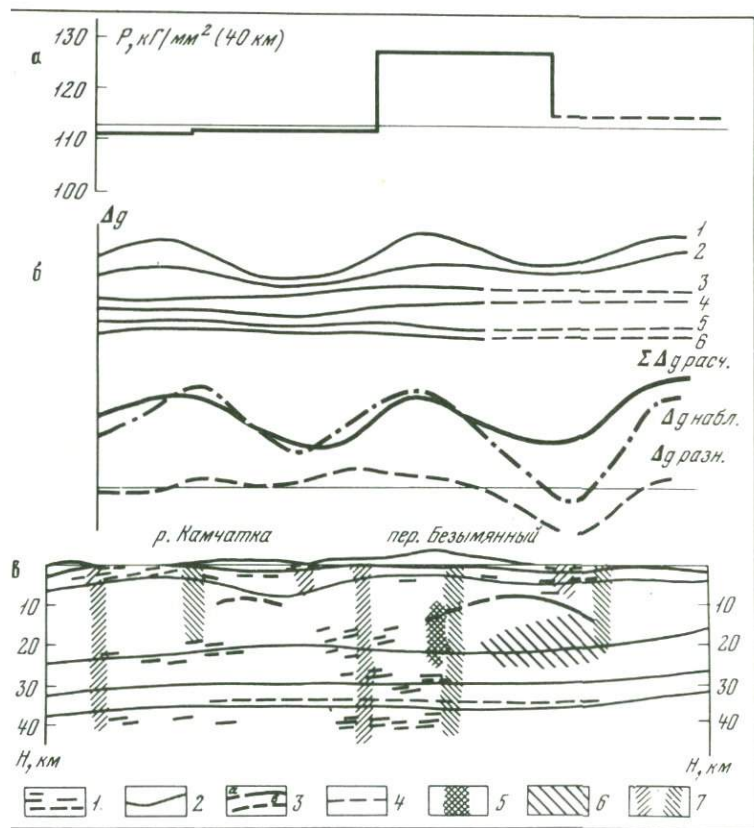 130
P, кГ/мм² (40 км)
а
120
110
100
Δg
б
1
2
3
4
5
6
ΣΔg расч.
Δg набл.
Δg разн.
р. Камчатка
пер. Безымянный
в
10
10
20
20
30
30
40
40
H, км
H, км
1
2
а
б
3
4
5
6
7